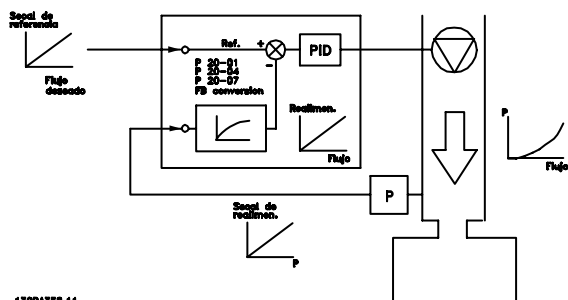 Señal de
referencia
Flujo
deseado
Ref.
+
-
PID
P 20-01
P 20-04
P 20-07
FB conversion
Realimen.
Flujo
P
Señal de
realimen.
P
P
Flujo